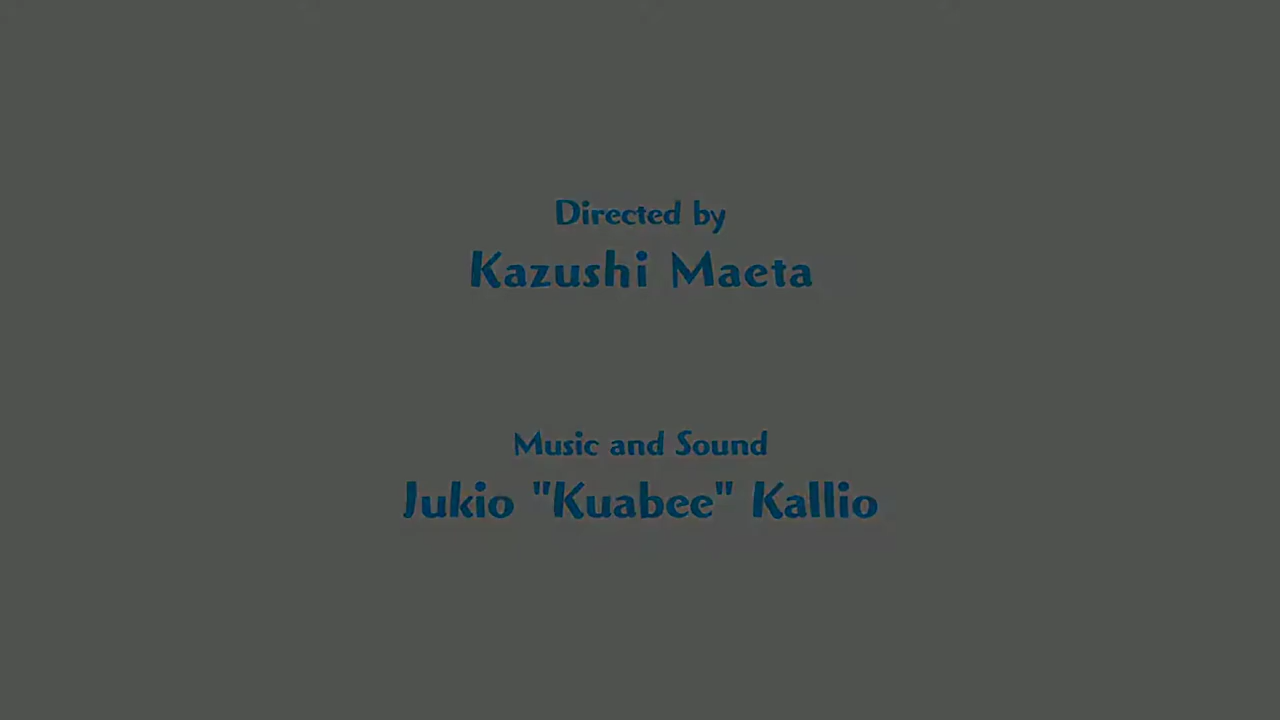 Directed by
Kazushi Maeta
Music and Sound
Jukio "Kuabee" Kallio